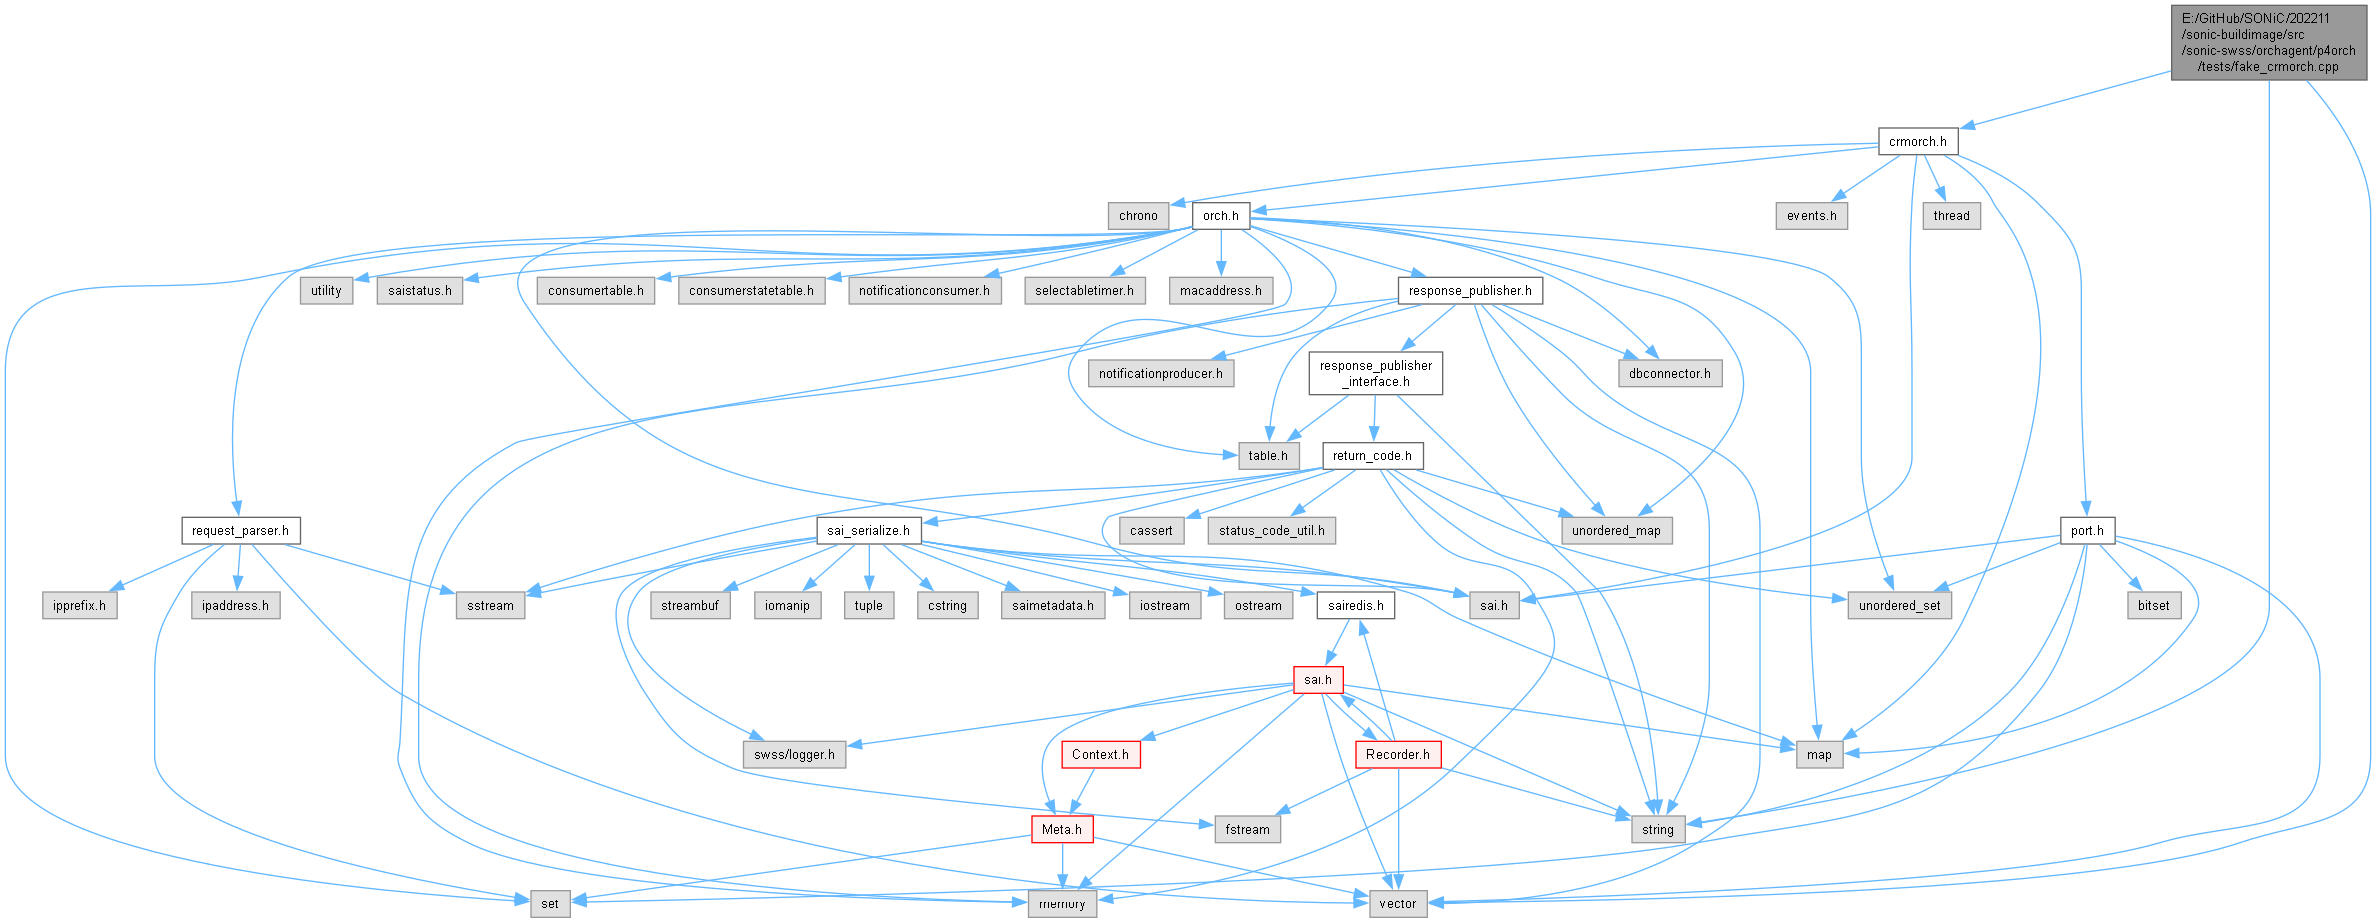 E:/GitHub/SONiC/202211
/sonic-buildimage/src
/sonic-swss/orchagent/p4orch
/tests/fake_crmorch.cpp
crmorch.h
chrono
orch.h
events.h
thread
utility
saistatus.h
consumertable.h
consumerstatetable.h
notificationconsumer.h
selectabletimer.h
macaddress.h
response_publisher.h
notificationproducer.h
response_publisher
_interface.h
dbconnector.h
table.h
return_code.h
request_parser.h
sai_serialize.h
cassert
status_code_util.h
unordered_map
port.h
ipprefix.h
ipaddress.h
sstream
streambuf
iomanip
tuple
cstring
saimetadata.h
iostream
ostream
sairedis.h
sai.h
unordered_set
bitset
sai.h
swss/logger.h
Context.h
Recorder.h
map
Meta.h
fstream
string
set
memory
vector